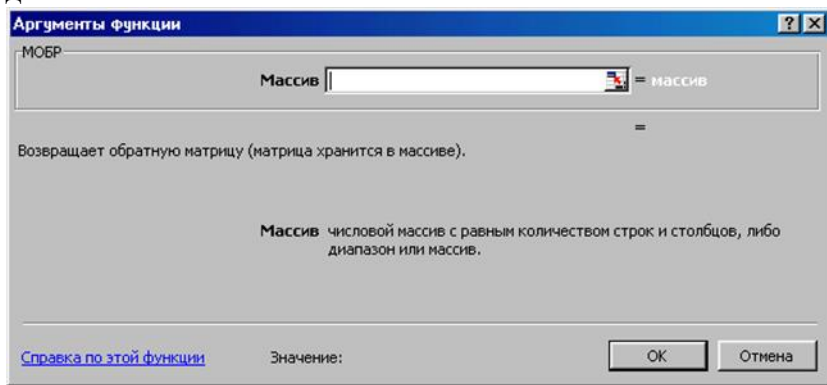 Аргументы функции
МОБР
Массив = массив
=
Возвращает обратную матрицу (матрица хранится в массиве).
Массив числовой массив с равным количеством строк и столбцов, либо
диапазон или массив.
Справка по этой функции Значение: ОК Отмена